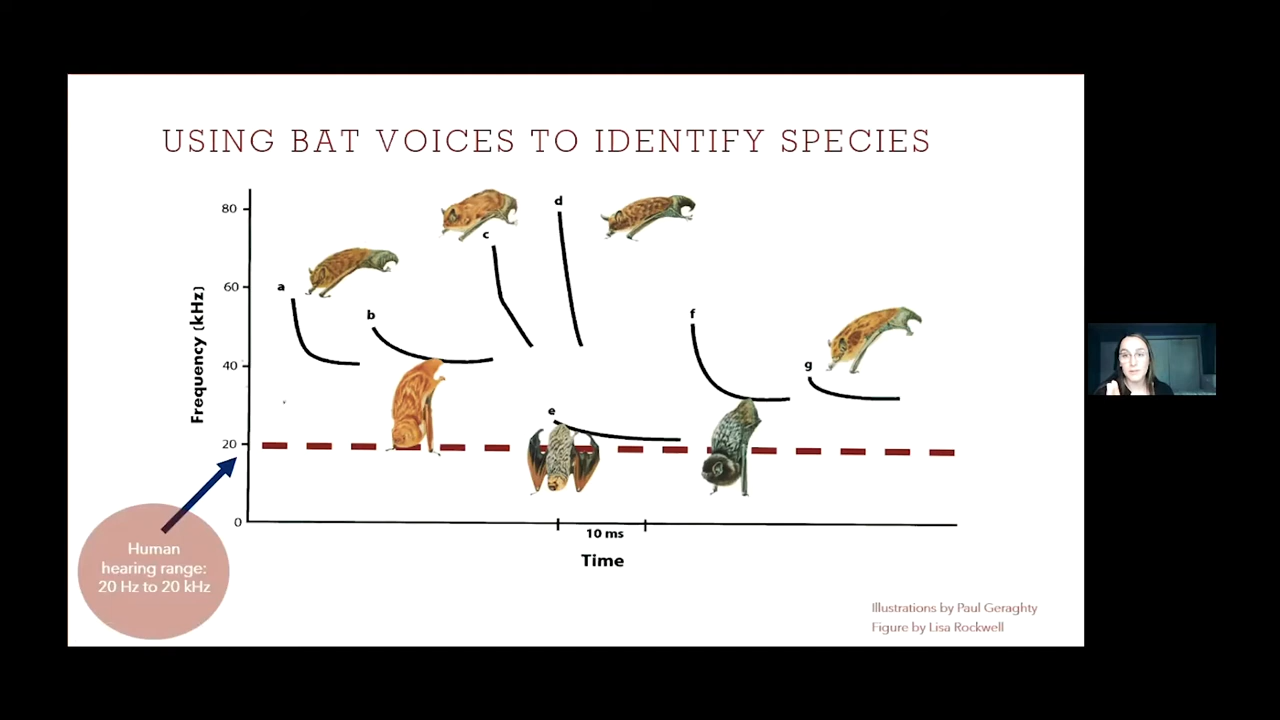 USING BAT VOICES TO IDENTIFY SPECIES
80
60
40
20
0
Frequency (kHz)
a
b
c
d
e
f
g
10 ms
Time
Human
hearing range:
20 Hz to 20 kHz
Illustrations by Paul Geraghty
Figure by Lisa Rockwell